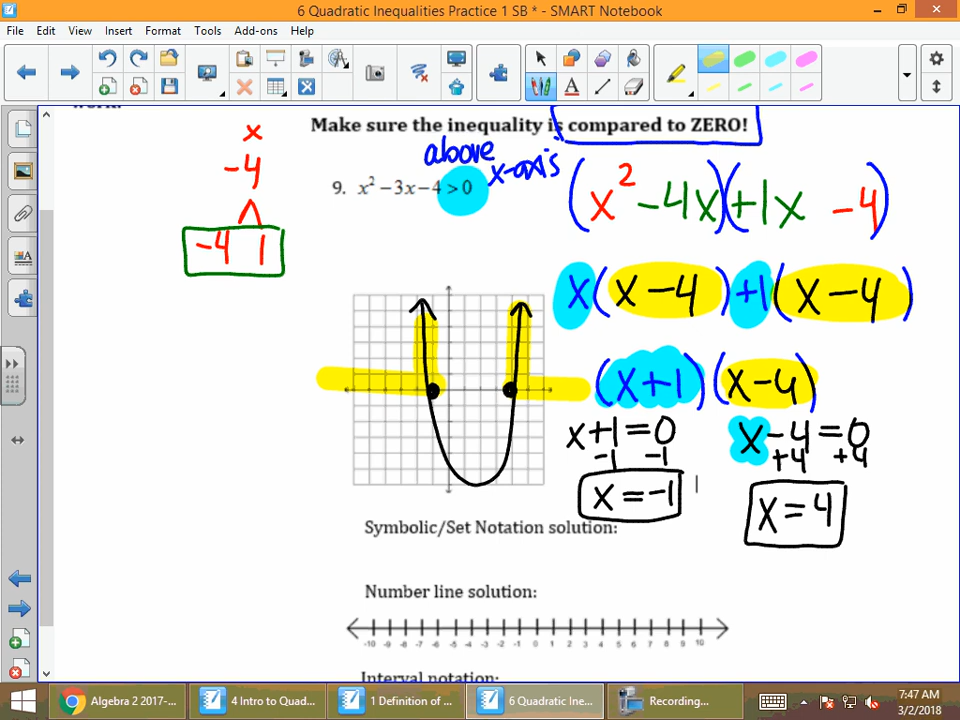 6 Quadratic Inequalities Practice 1 SB * - SMART Notebook
File Edit View Insert Format Tools Add-ons Help
work.
Make sure the inequality is compared to ZERO!
x
-4
-4 1
above
x-axis
9. x² − 3x − 4 > 0
(x² -4x)(+1x -4)
x(x-4)+1(x-4)
(x+1)(x-4)
x+1=0
-1 -1
x=-1
x-4=0
+4 +4
x=4
Symbolic/Set Notation solution:
Number line solution:
-10 -9 -8 -7 -6 -5 -4 -3 -2 -1 0 1 2 3 4 5 6 7 8 9 10
Interval notation:
Algebra 2 2017-...
4 Intro to Quad...
1 Definition of ...
6 Quadratic Ine...
Recording...
7:47 AM
3/2/2018